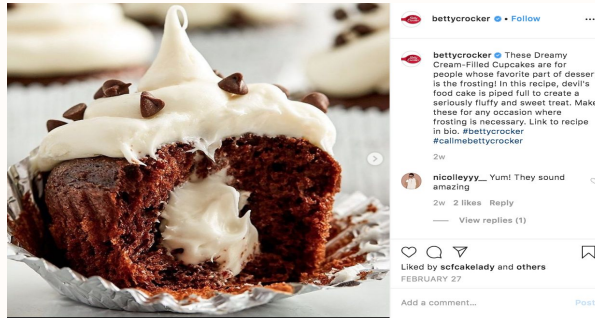 bettycrocker • Follow
bettycrocker These Dreamy
Cream-Filled Cupcakes are for
people whose favorite part of desser
is the frosting! In this recipe, devil's
food cake is piped full to create a
seriously fluffy and sweet treat. Make
these for any occasion where
frosting is necessary. Link to recipe
in bio. #bettycrocker
#callmebettycrocker
2w
nicolleyyy__ Yum! They sound
amazing
2w 2 likes Reply
View replies (1)
Liked by scfcakelady and others
FEBRUARY 27
Add a comment... Post